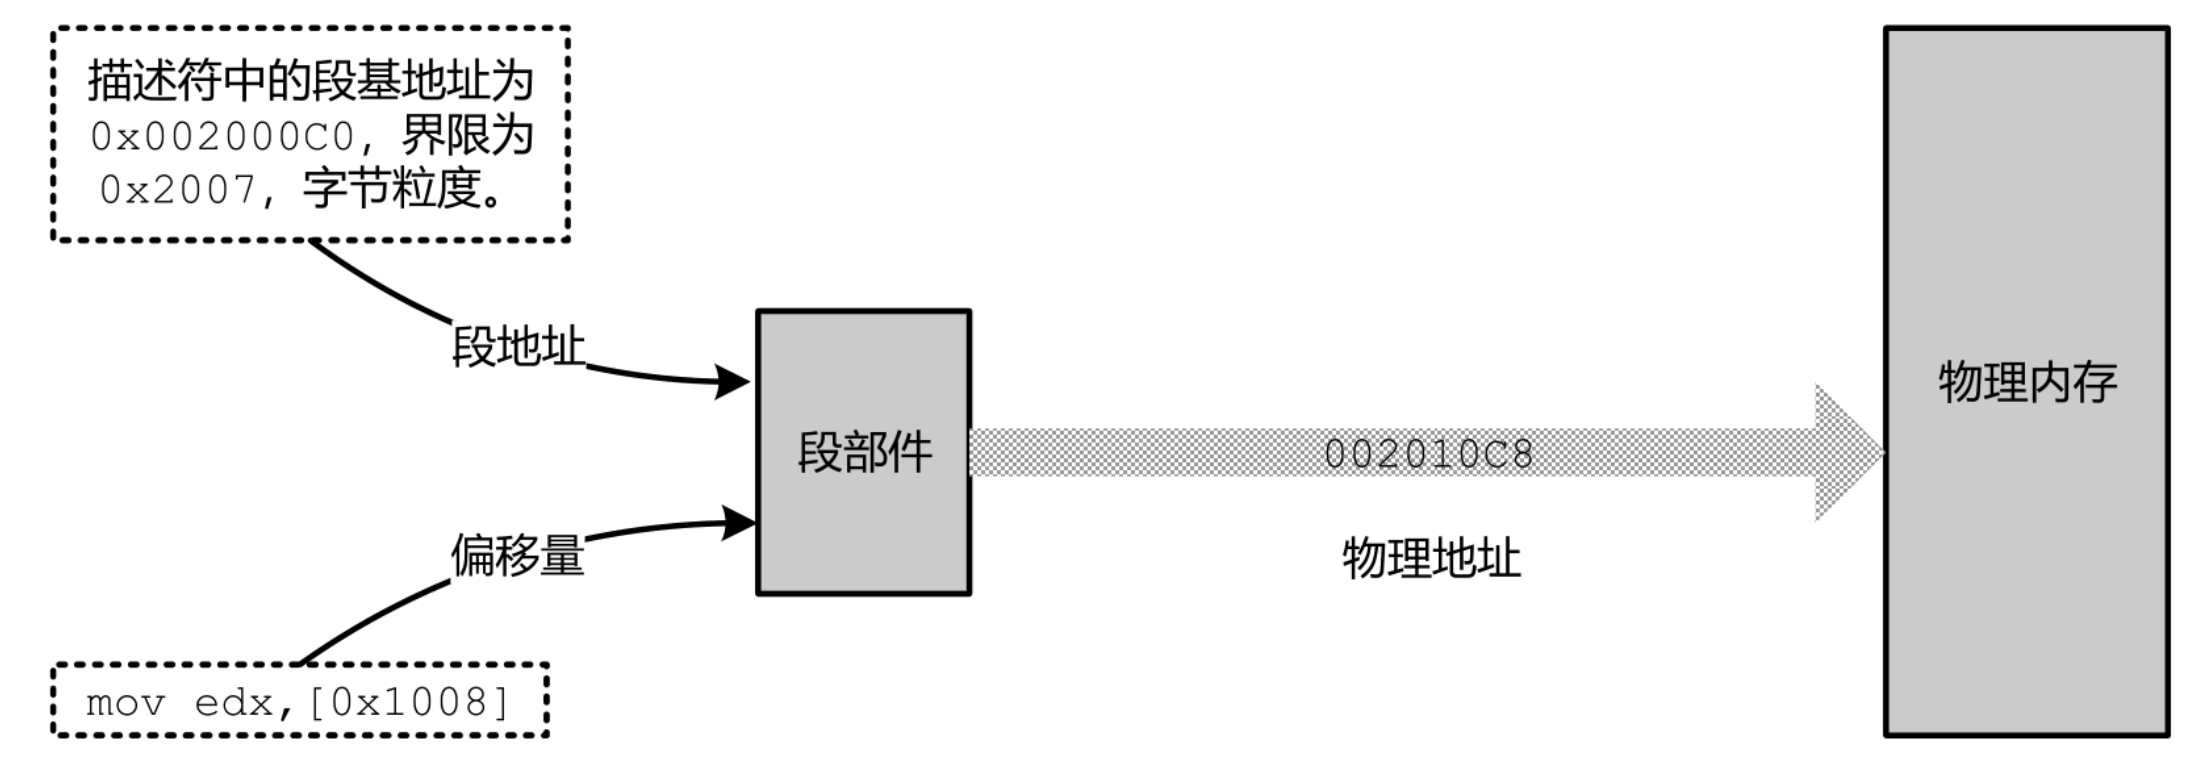 描述符中的段基地址为
0x002000C0，界限为
0x2007，字节粒度。
段地址
段部件
偏移量
mov edx,[0x1008]
002010C8
物理地址
物理内存